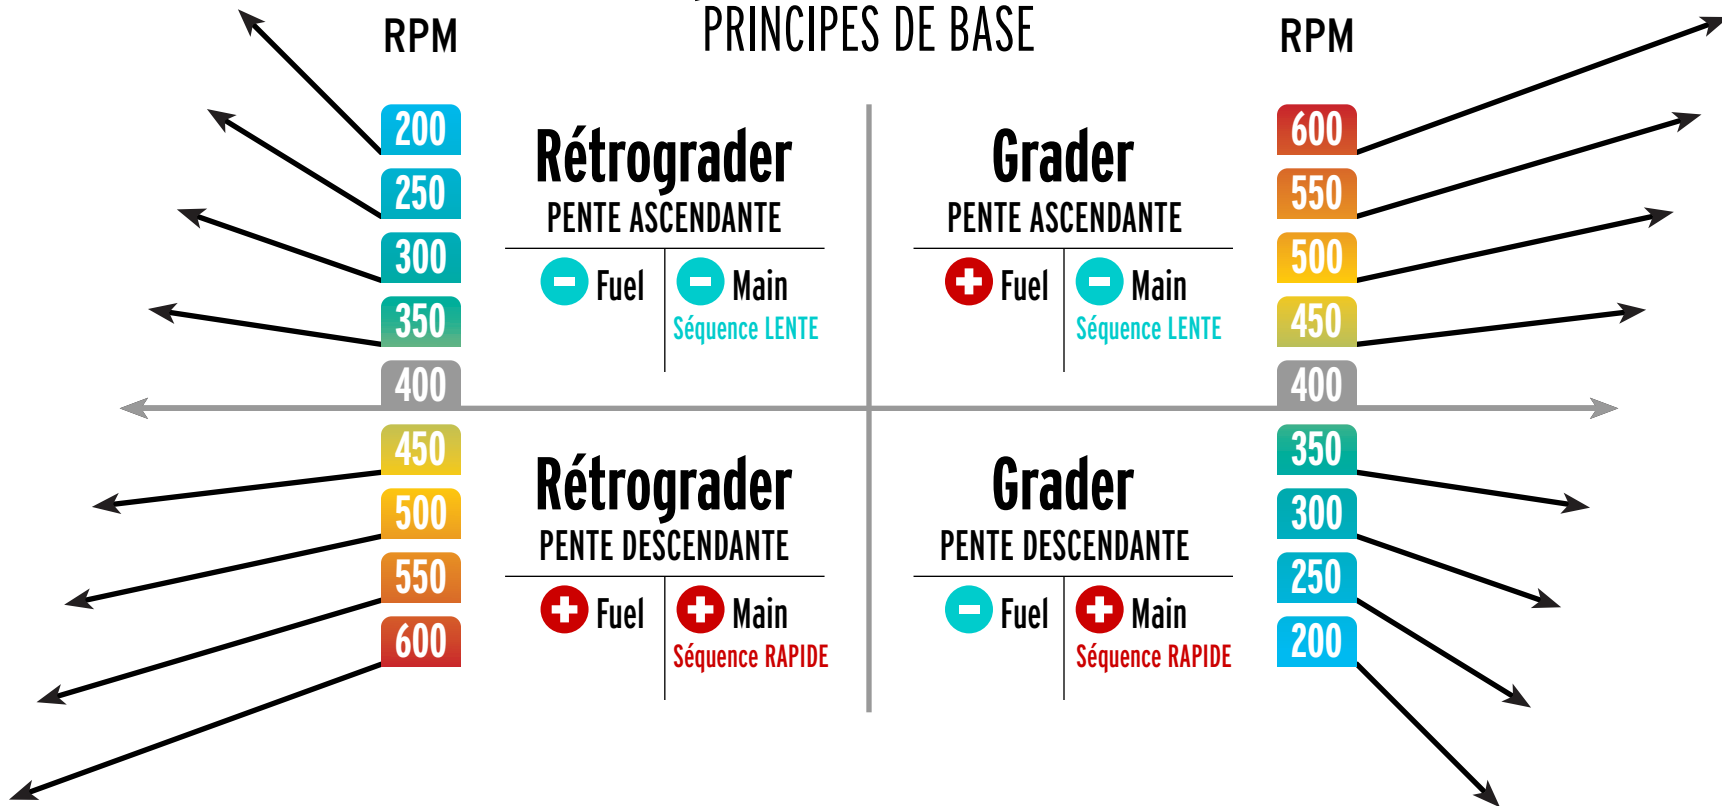 PRINCIPES DE BASE
RPM
200
250
300
350
400
450
500
550
600
Rétrograder
PENTE ASCENDANTE
- Fuel
- Main
Séquence LENTE
Grader
PENTE ASCENDANTE
+ Fuel
- Main
Séquence LENTE
Rétrograder
PENTE DESCENDANTE
+ Fuel
+ Main
Séquence RAPIDE
Grader
PENTE DESCENDANTE
- Fuel
+ Main
Séquence RAPIDE
RPM
600
550
500
450
400
350
300
250
200